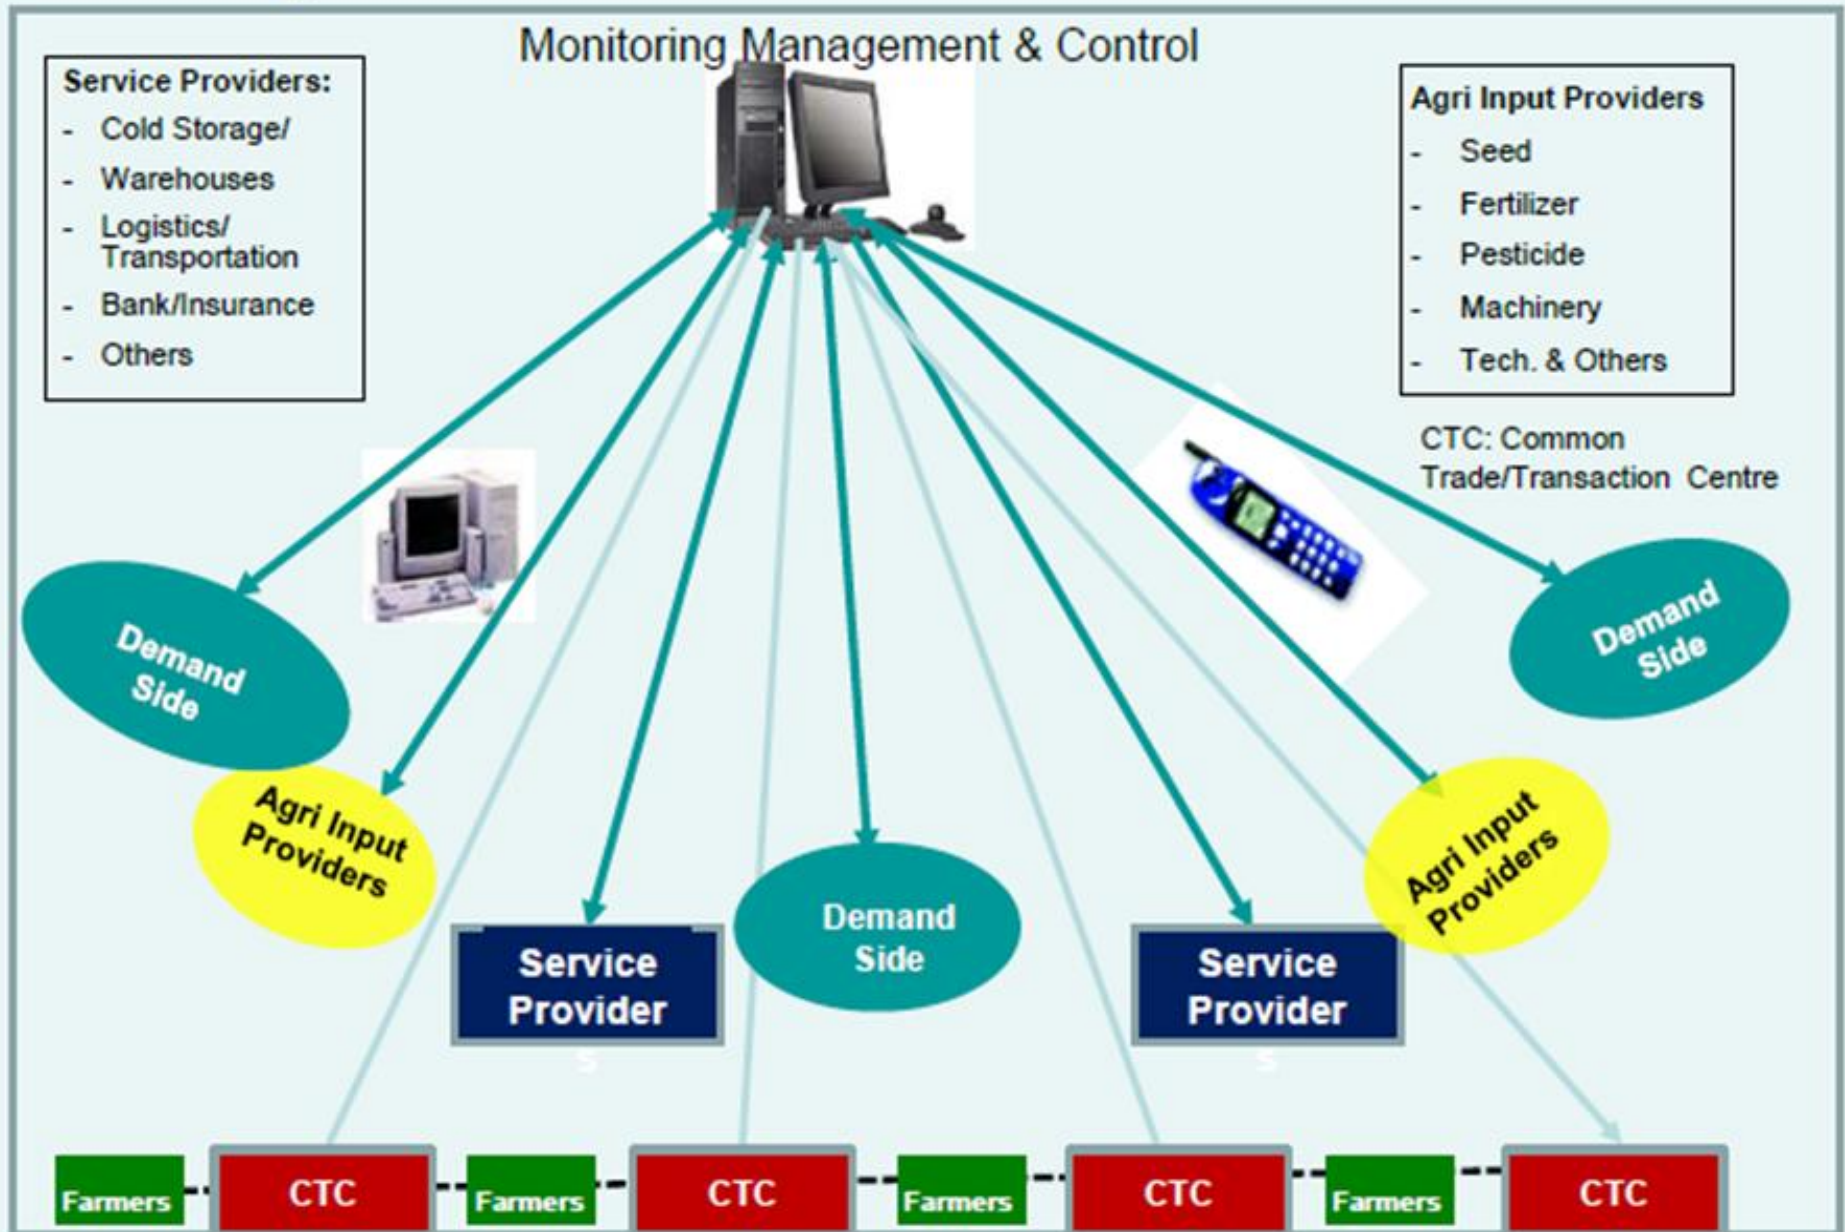 Monitoring Management & Control
Service Providers:
- Cold Storage/
- Warehouses
- Logistics/
Transportation
- Bank/Insurance
- Others
Agri Input Providers
- Seed
- Fertilizer
- Pesticide
- Machinery
- Tech. & Others
CTC: Common
Trade/Transaction Centre
Demand
Side
Demand
Side
Agri Input
Providers
Agri Input
Providers
Service
Provider
s
Demand
Side
Service
Provider
s
Farmers
CTC
Farmers
CTC
Farmers
CTC
Farmers
CTC